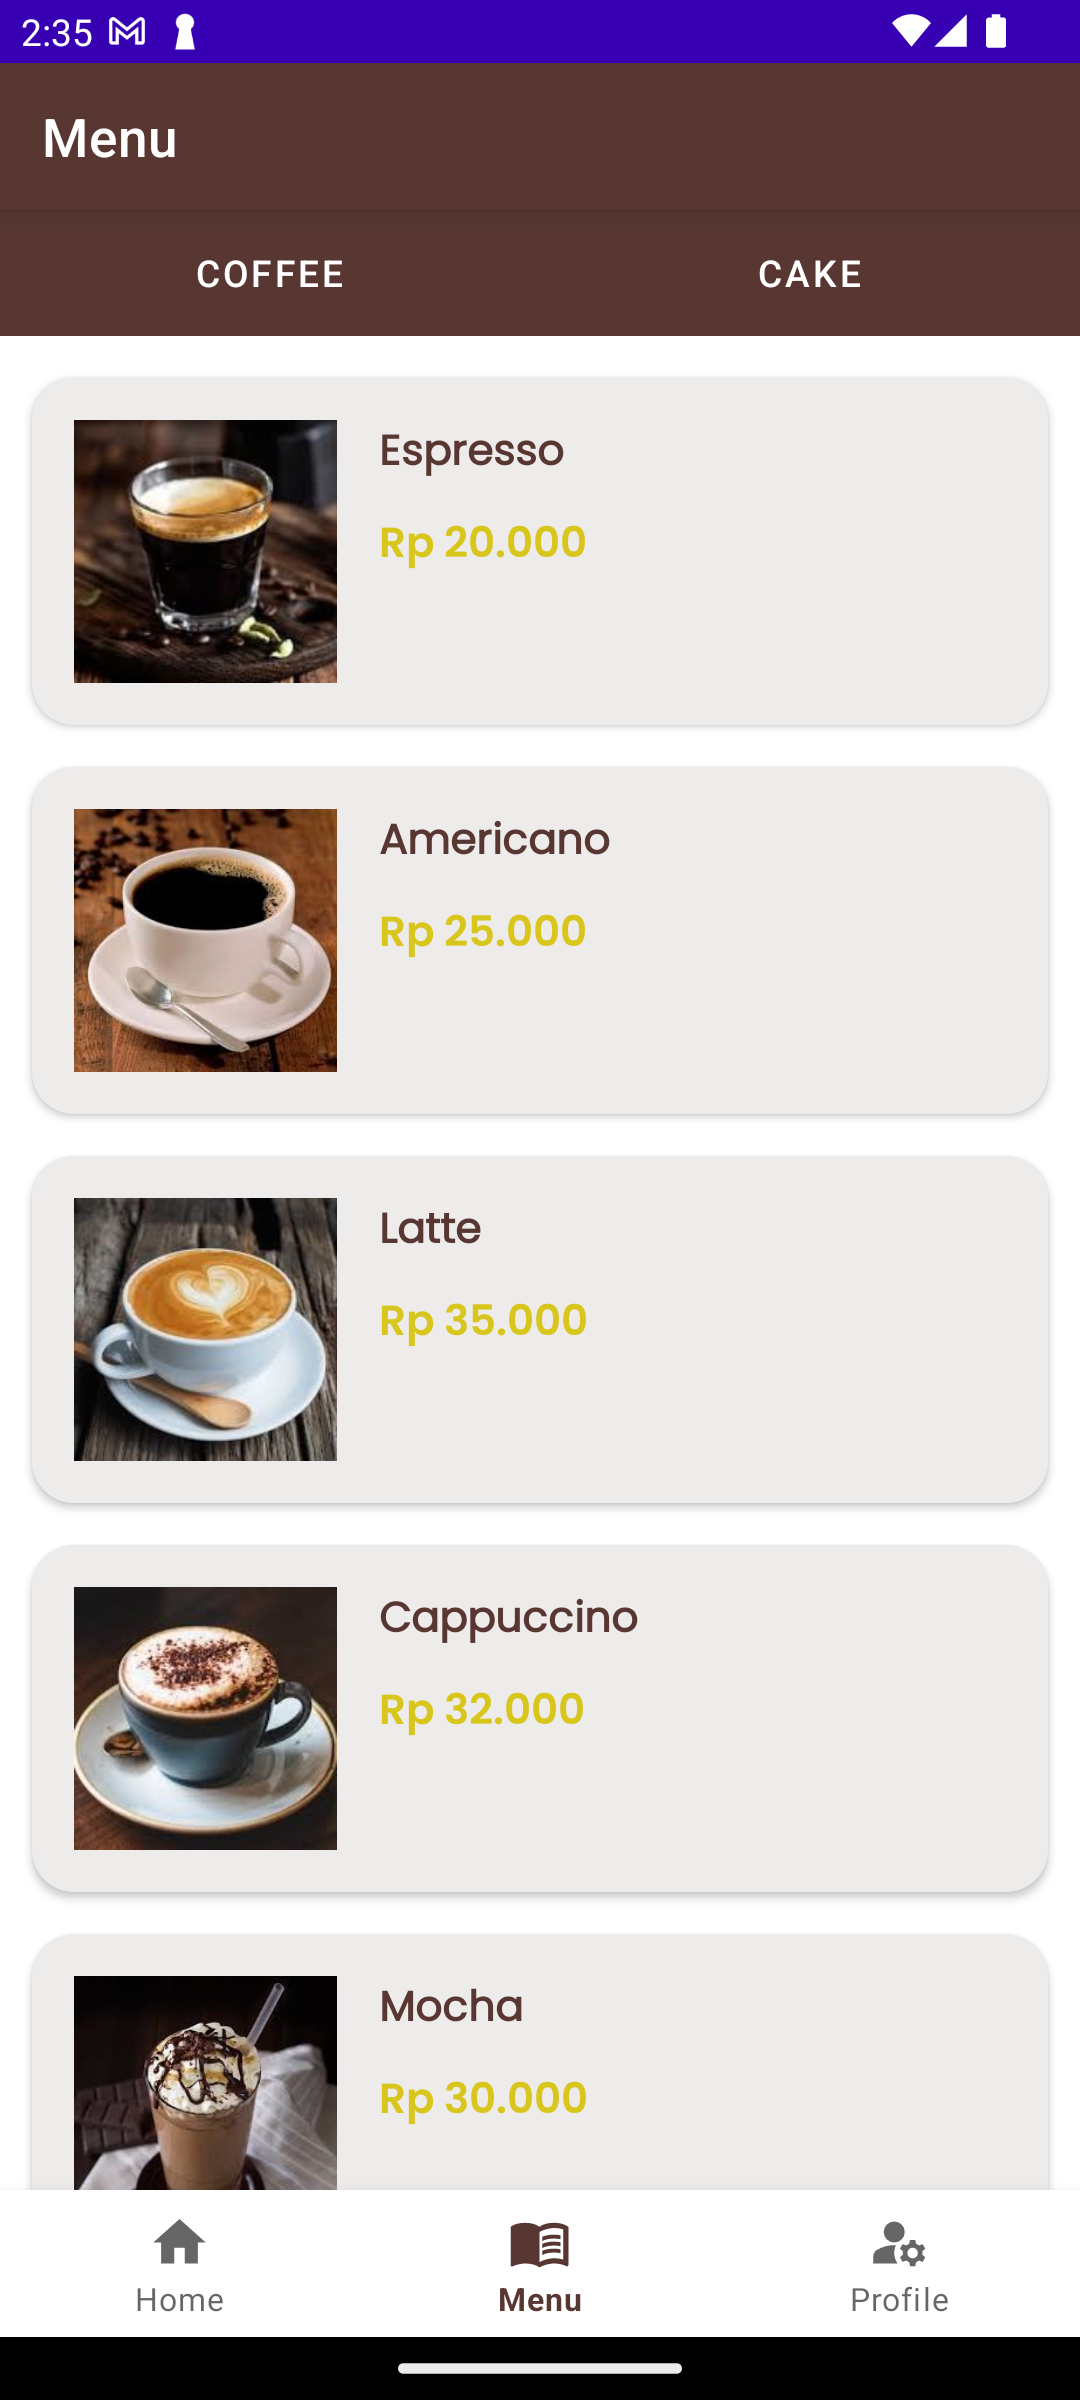 2:35
Menu
COFFEE
CAKE
Espresso
Rp 20.000
Americano
Rp 25.000
Latte
Rp 35.000
Cappuccino
Rp 32.000
Mocha
Rp 30.000
Home
Menu
Profile